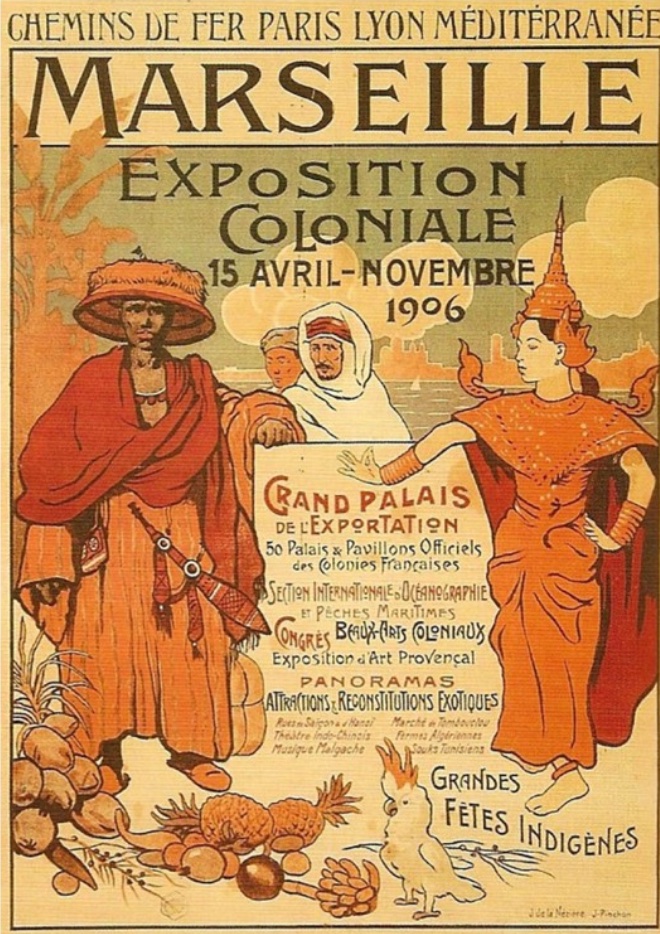 CHEMINS DE FER PARIS LYON MÉDITÉRRANÉE
MARSEILLE
EXPOSITION
COLONIALE
15 AVRIL-NOVEMBRE
1906
GRAND PALAIS
DE L'EXPORTATION
50 Palais & Pavillons Officiels
des Colonies Françaises
SECTION INTERNATIONALE D'OCÉANOGRAPHIE
ET PÊCHES MARITIMES
CONGRÈS BEAUX-ARTS COLONIAUX
Exposition d'Art Provençal
PANORAMAS
ATTRACTIONS & RECONSTITUTIONS EXOTIQUES
Rues de Saïgon & d'Hanoï
Théâtre Indo-Chinois
Musique Malgache
Marché de Tombouctou
Fermes Algériennes
Souks Tunisiens
GRANDES
FÊTES INDIGÈNES
J. de la Nézière. J-Pinchon